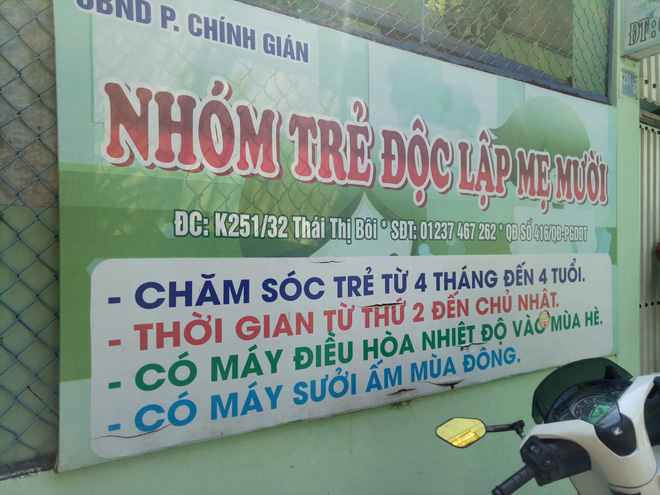 UBND P. CHÍNH GIÁN
NHÓM TRẺ ĐỘC LẬP MẸ MƯỜI
ĐC: K251/32 Thái Thị Bôi * SĐT: 01237 467 262 * QĐ SỐ 416/QĐ-PGDĐT
- CHĂM SÓC TRẺ TỪ 4 THÁNG ĐẾN 4 TUỔI.
- THỜI GIAN TỪ THỨ 2 ĐẾN CHỦ NHẬT.
- CÓ MÁY ĐIỀU HÒA NHIỆT ĐỘ VÀO MÙA HÈ.
- CÓ MÁY SƯỞI ẤM MÙA ĐÔNG.